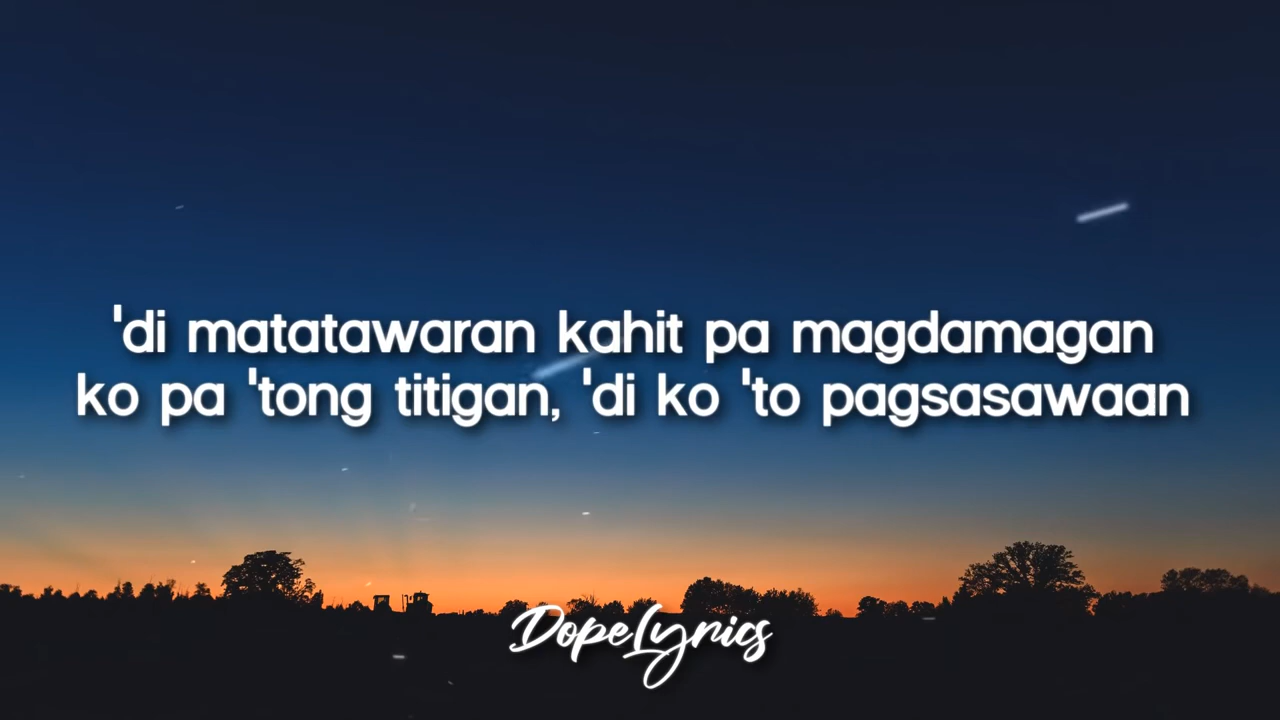 'di matatawaran kahit pa magdamagan
ko pa 'tong titigan, 'di ko 'to pagsasawaan
DopeLyrics